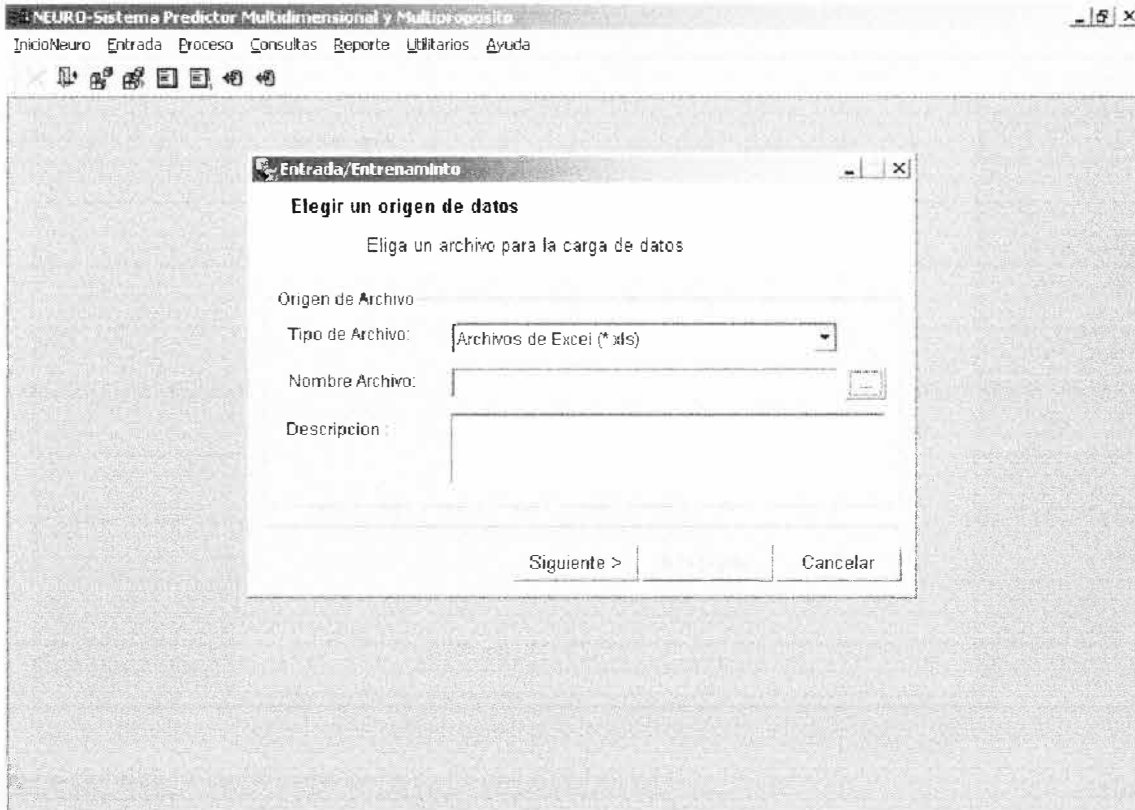 NEURO-Sistema Predictor Multidimensional y Multiproposito
InicioNeuro Entrada Proceso Consultas Reporte Utilitarios Ayuda
Entrada/Entrenaminto
Elegir un origen de datos
Eliga un archivo para la carga de datos
Origen de Archivo
Tipo de Archivo: Archivos de Excel (*.xls)
Nombre Archivo: ...
Descripcion :
Siguiente > Cancelar